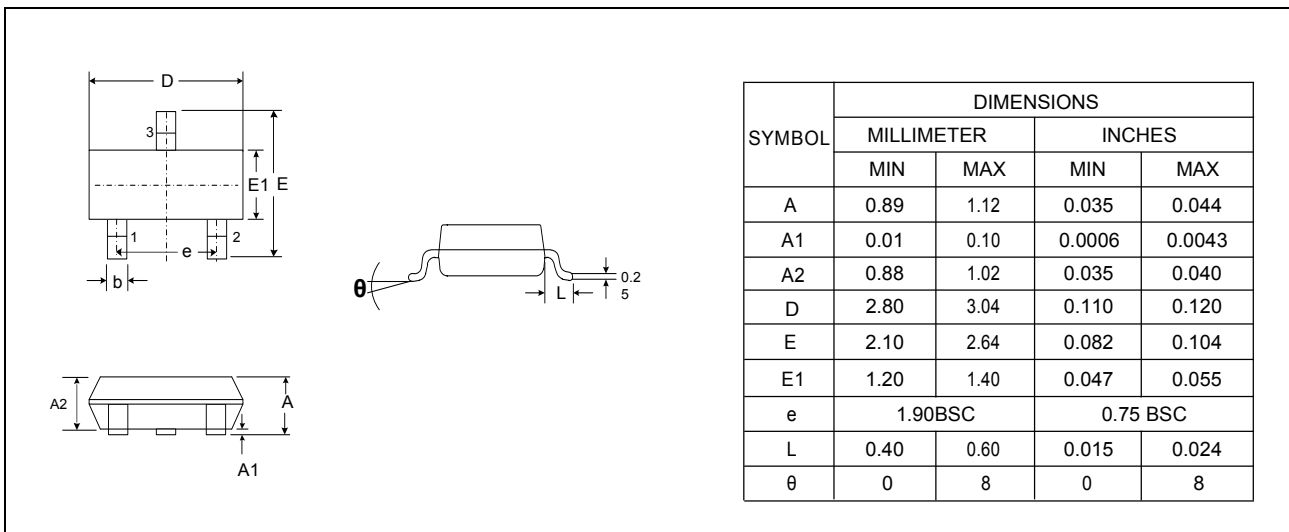 D
3
E1
E
1
2
e
b
θ
L
0.2
5
A2
A
A1
DIMENSIONS
SYMBOL MILLIMETER INCHES
MIN MAX MIN MAX
A 0.89 1.12 0.035 0.044
A1 0.01 0.10 0.0006 0.0043
A2 0.88 1.02 0.035 0.040
D 2.80 3.04 0.110 0.120
E 2.10 2.64 0.082 0.104
E1 1.20 1.40 0.047 0.055
e 1.90BSC 0.75 BSC
L 0.40 0.60 0.015 0.024
θ 0 8 0 8